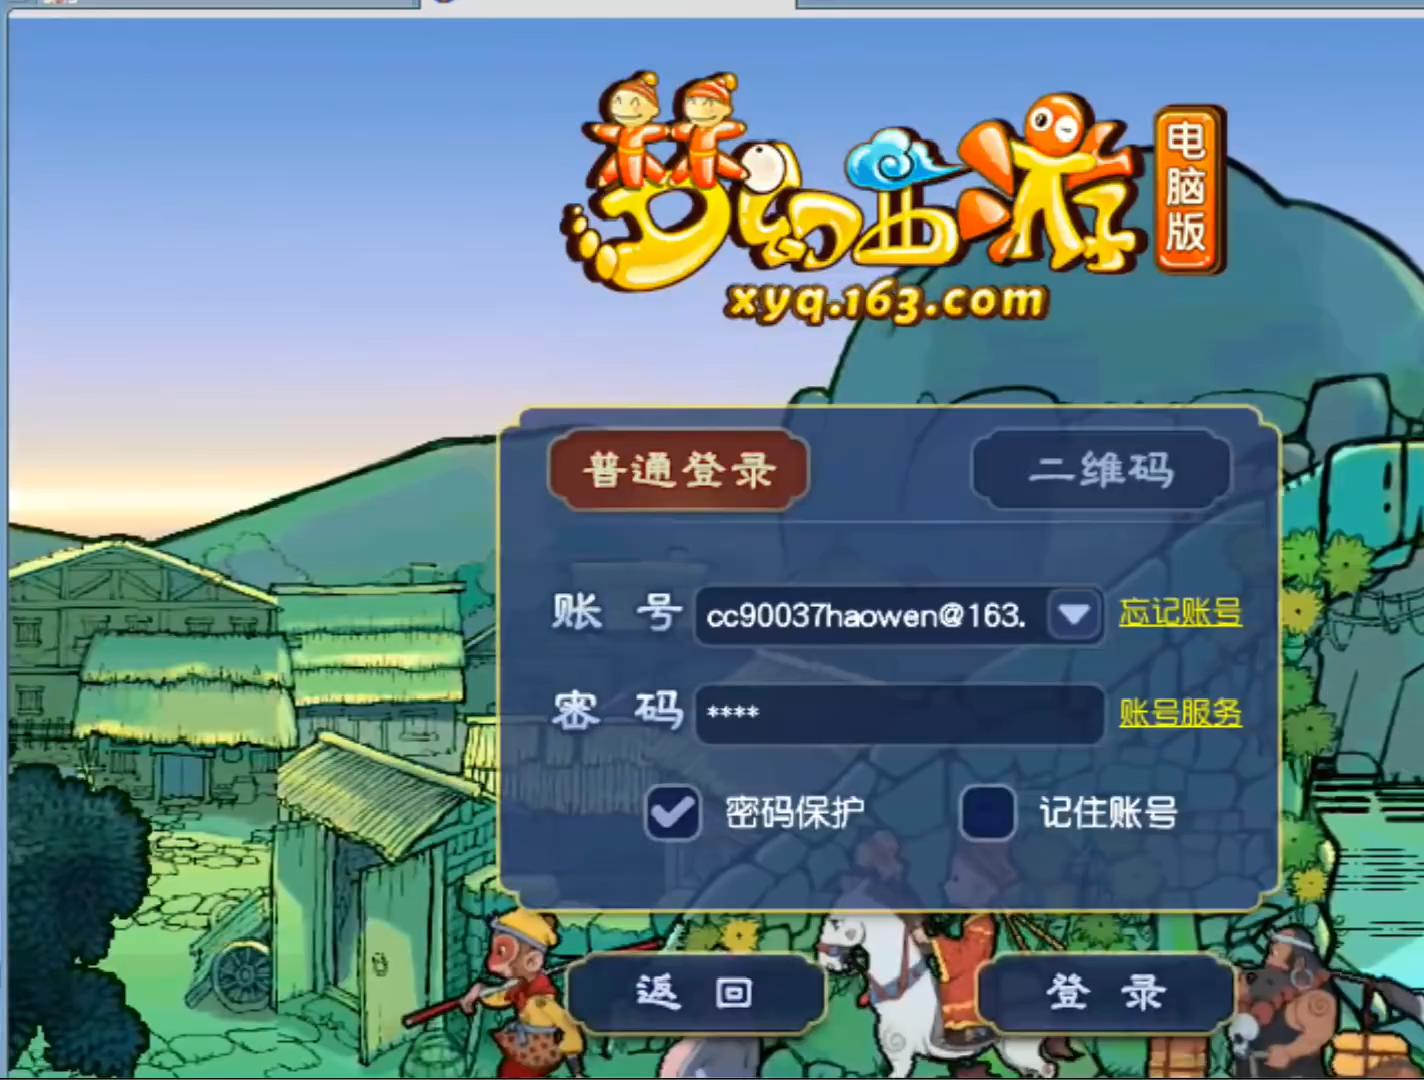 梦幻西游
电脑版
xyq.163.com
普通登录 二维码
账 号 cc90037haowen@163. 忘记账号
密 码 **** 账号服务
密码保护 记住账号
返 回 登 录